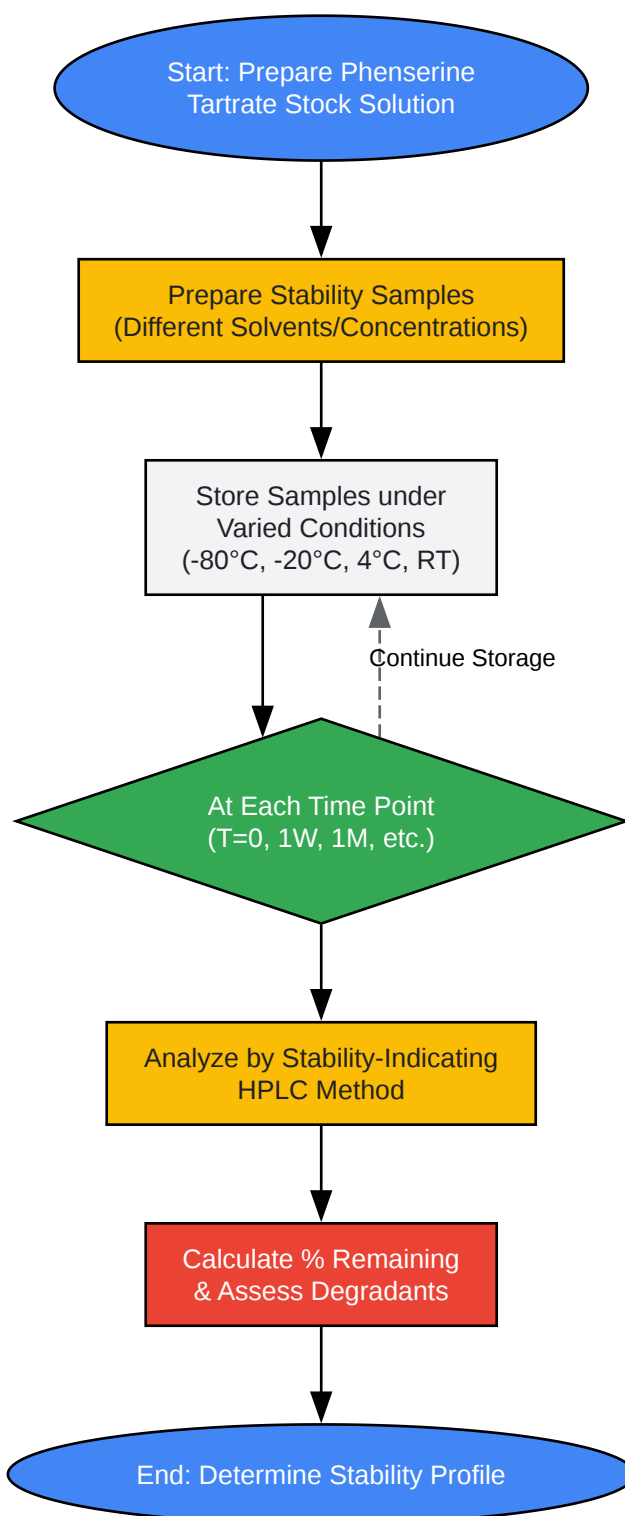 Start: Prepare Phenserine
Tartrate Stock Solution
Prepare Stability Samples
(Different Solvents/Concentrations)
Store Samples under
Varied Conditions
(-80°C, -20°C, 4°C, RT)
Continue Storage
At Each Time Point
(T=0, 1W, 1M, etc.)
Analyze by Stability-Indicating
HPLC Method
Calculate % Remaining
& Assess Degradants
End: Determine Stability Profile